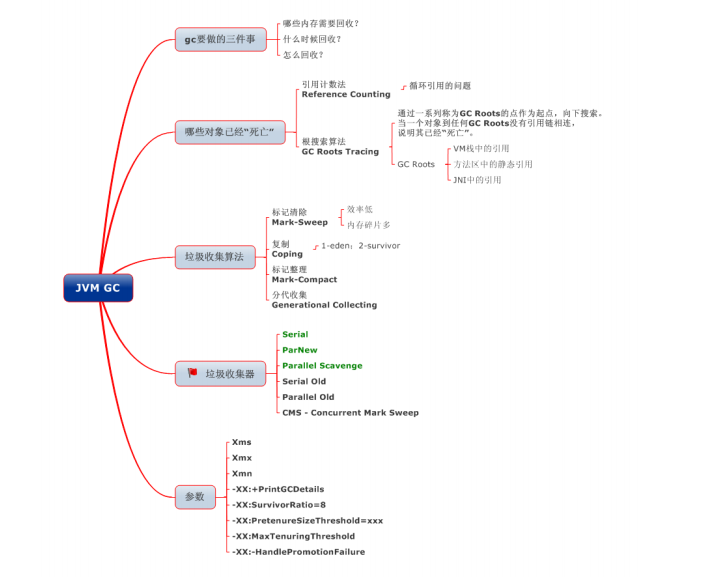 JVM GC
gc要做的三件事
哪些内存需要回收?
什么时候回收?
怎么回收?
哪些对象已经“死亡”
引用计数法
Reference Counting
循环引用的问题
根搜索算法
GC Roots Tracing
通过一系列称为GC Roots的点作为起点，向下搜索。
当一个对象到任何GC Roots没有引用链相连，
说明其已经“死亡”。
GC Roots
VM栈中的引用
方法区中的静态引用
JNI中的引用
垃圾收集算法
标记清除
Mark-Sweep
效率低
内存碎片多
复制
Coping
1-eden; 2-survivor
标记整理
Mark-Compact
分代收集
Generational Collecting
垃圾收集器
Serial
ParNew
Parallel Scavenge
Serial Old
Parallel Old
CMS - Concurrent Mark Sweep
参数
Xms
Xmx
Xmn
-XX:+PrintGCDetails
-XX:SurvivorRatio=8
-XX:PretenureSizeThreshold=xxx
-XX:MaxTenuringThreshold
-XX:-HandlePromotionFailure